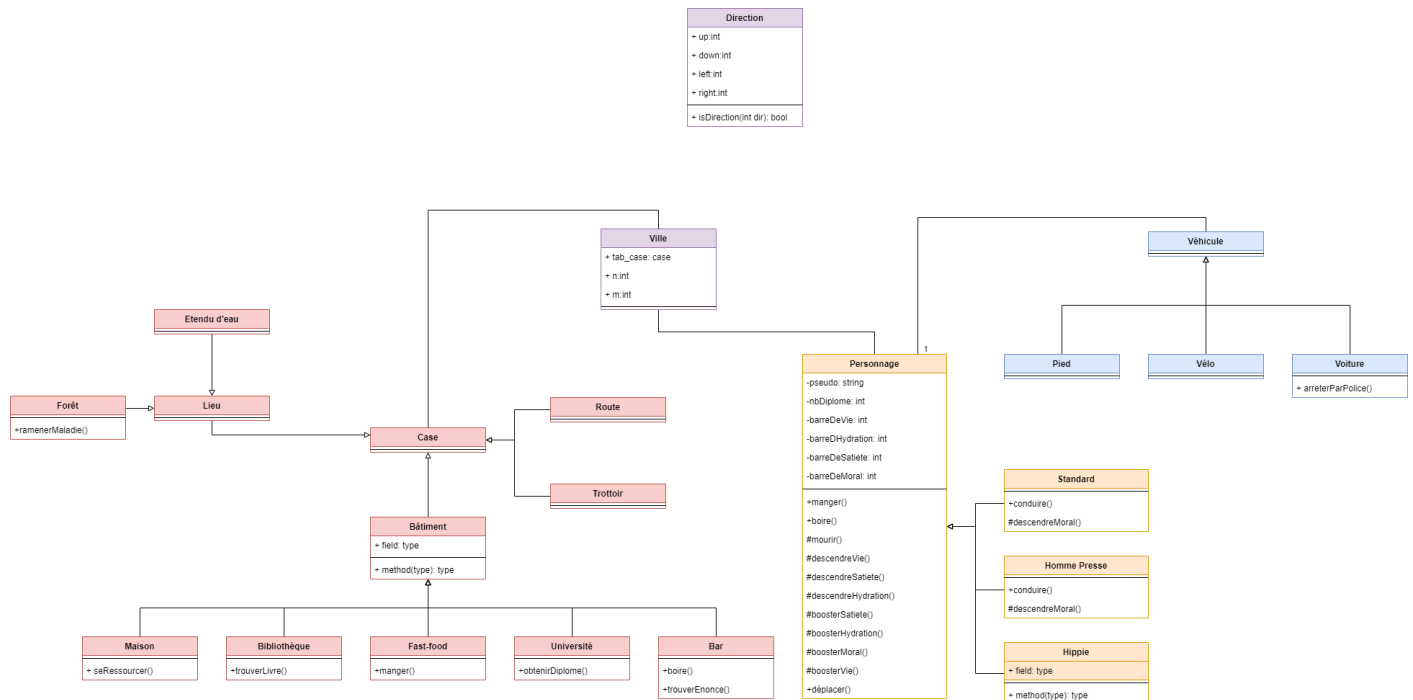 Direction
+ up:int
+ down:int
+ left:int
+ right:int
+ isDirection(int dir): bool
Ville
+ tab_case: case
+ n:int
+ m:int
Véhicule
Pied
Vélo
Voiture
+ arreterParPolice()
Etendu d'eau
Forêt
+ramenerMaladie()
Lieu
Case
Route
Trottoir
Bâtiment
+ field: type
+ method(type): type
Maison
+ seRessourcer()
Bibliothèque
+trouverLivre()
Fast-food
+manger()
Université
+obtenirDiplome()
Bar
+boire()
+trouverEnonce()
1
Personnage
-pseudo: string
-nbDiplome: int
-barreDeVie: int
-barreDHydration: int
-barreDeSatiete: int
-barreDeMoral: int
+manger()
+boire()
#mourir()
#descendreVie()
#descendreSatiete()
#descendreHydration()
#boosterSatiete()
#boosterHydration()
#boosterMoral()
#boosterVie()
+déplacer()
Standard
+conduire()
#descendreMoral()
Homme Presse
+conduire()
#descendreMoral()
Hippie
+ field: type
+ method(type): type